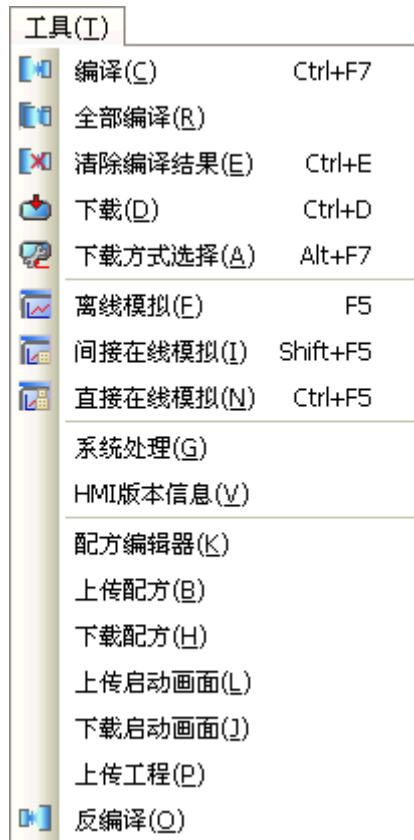 工具(T)
编译(C) Ctrl+F7
全部编译(R)
清除编译结果(E) Ctrl+E
下载(D) Ctrl+D
下载方式选择(A) Alt+F7
离线模拟(F) F5
间接在线模拟(I) Shift+F5
直接在线模拟(N) Ctrl+F5
系统处理(G)
HMI版本信息(V)
配方编辑器(K)
上传配方(B)
下载配方(H)
上传启动画面(L)
下载启动画面(J)
上传工程(P)
反编译(O)